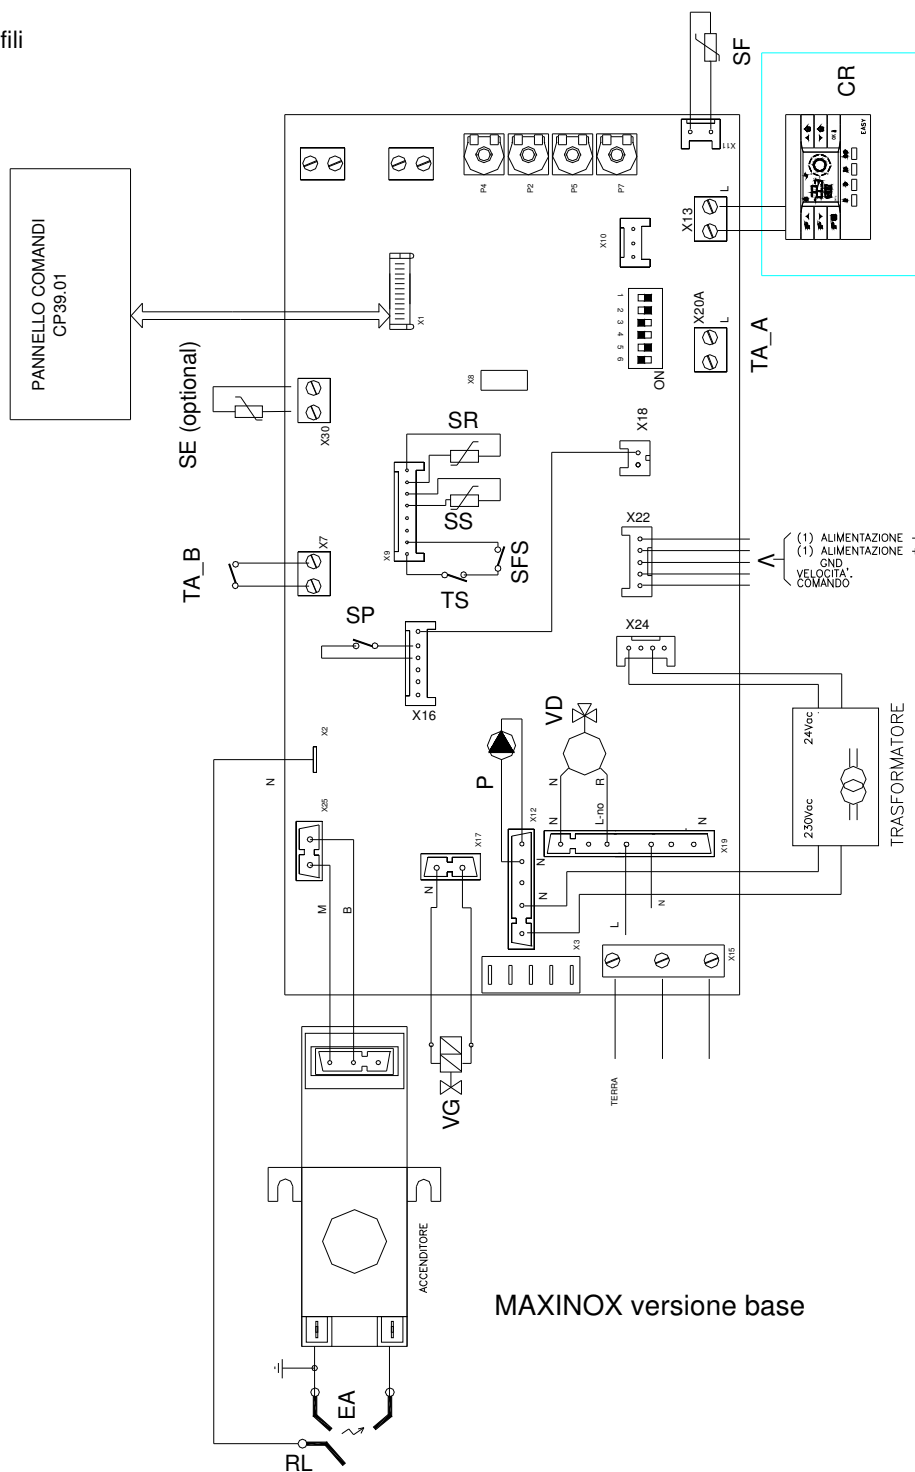 fili
SF
CR
X11
EASY
OK
P4
P2
P5
P7
L
X13
X10
PANNELLO COMANDI
CP39.01
X1
1
2
3
4
5
6
ON
X20A
L
TA_A
X8
SE (optional)
X30
SR
X18
SS
X9
SFS
TS
X22
(1) ALIMENTAZIONE -
(1) ALIMENTAZIONE +
GND
VELOCITA'.
COMANDO
V
TA_B
X7
SP
X16
X24
VD
24Vac
230Vac
TRASFORMATORE
X2
N
P
N
R
X25
X12
N
L-no
N
X19
X17
N
N
N
M
B
L
N
X3
X15
VG
TERRA
ACCENDITORE
MAXINOX versione base
EA
RL